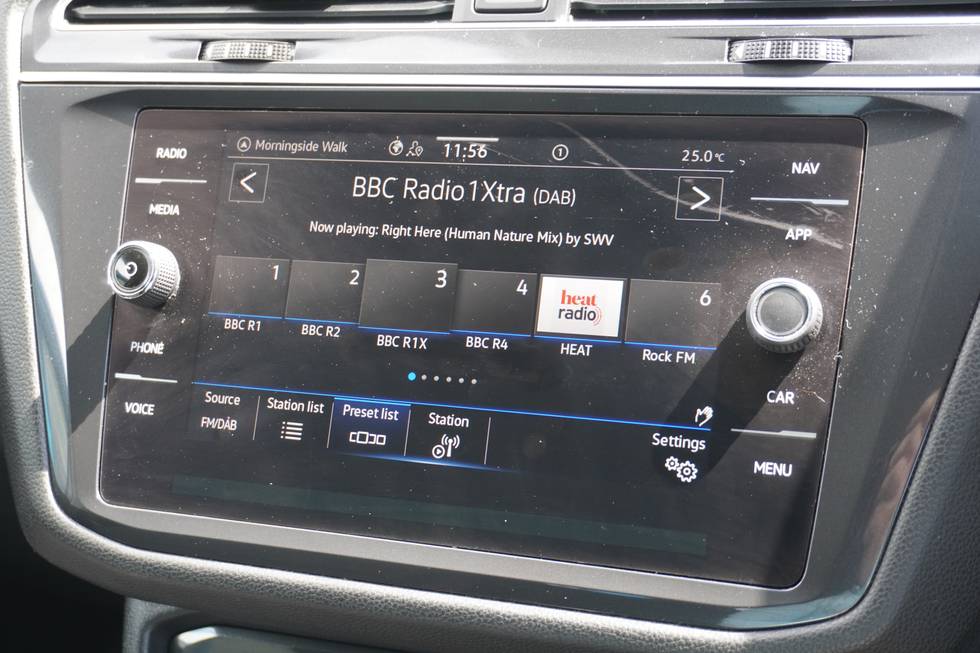 RADIO
MEDIA
PHONE
VOICE
Morningside Walk 11:56 1 25.0°C
< BBC Radio 1Xtra (DAB) >
Now playing: Right Here (Human Nature Mix) by SWV
1 2 3 4 heat radio 6
BBC R1 BBC R2 BBC R1X BBC R4 HEAT Rock FM
Source Station list Preset list Station Settings
FM/DAB
NAV
APP
CAR
MENU